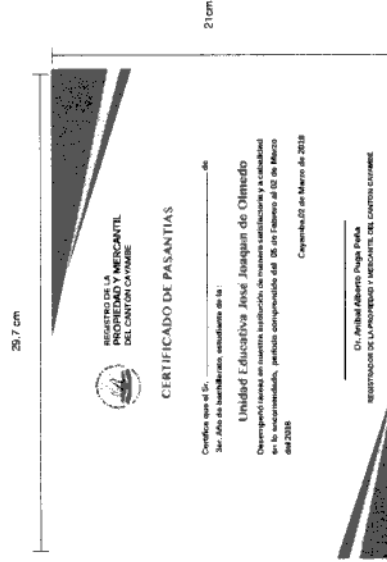 29,7 cm
21cm
REGISTRO DE LA
PROPIEDAD Y MERCANTIL
DEL CANTON CAYAMBE
CERTIFICADO DE PASANTIAS
Certifica que el Sr. ______________ de
3er. Año de bachillerato, estudiante de la :
Unidad Educativa José Joaquín de Olmedo
Desempeñó tareas en nuestra institución de manera satisfactoria y a cabalidad
en lo encomendado, período comprendido del 05 de Febrero al 02 de Marzo
del 2018
Cayambe,02 de Marzo de 2018
Dr. Anibal Alberto Puga Peña
REGISTRADOR DE LA PROPIEDAD Y MERCANTIL DEL CANTON CAYAMBE